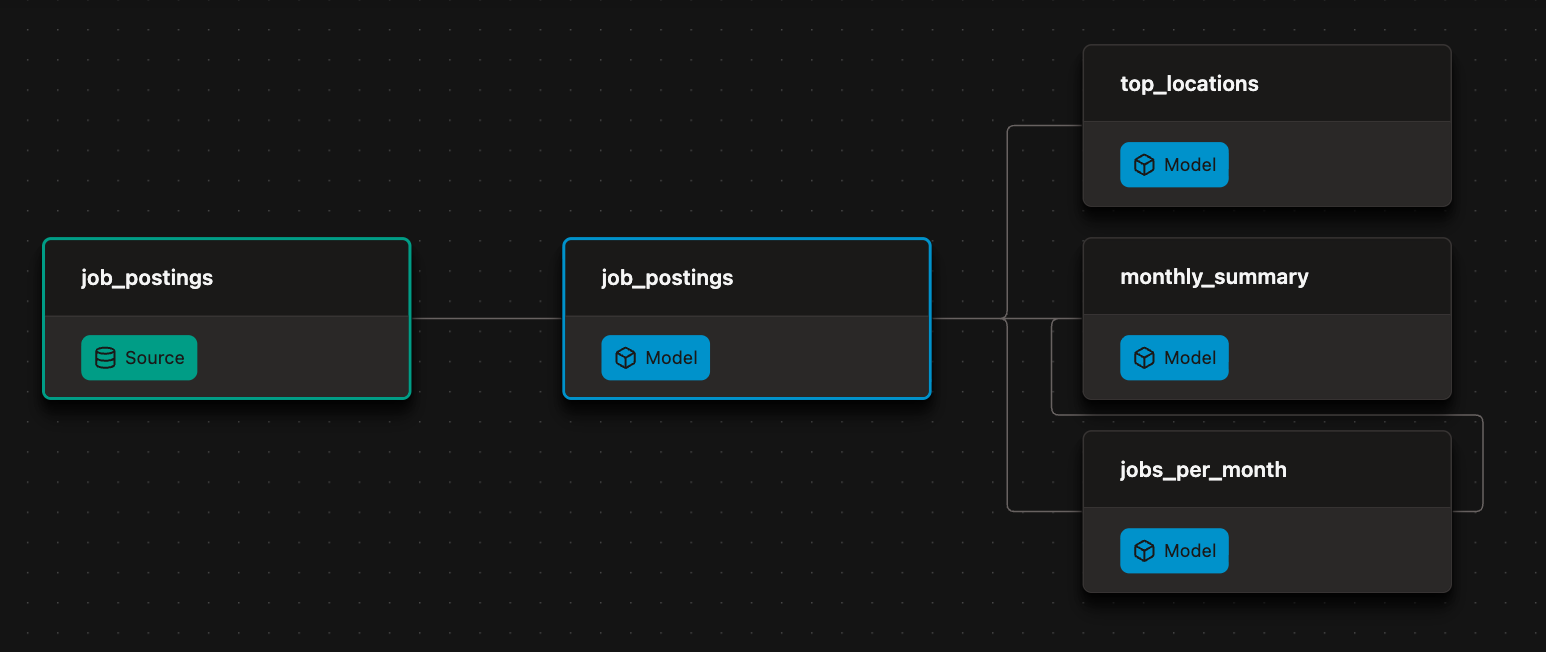 job_postings
Source
job_postings
Model
top_locations
Model
monthly_summary
Model
jobs_per_month
Model